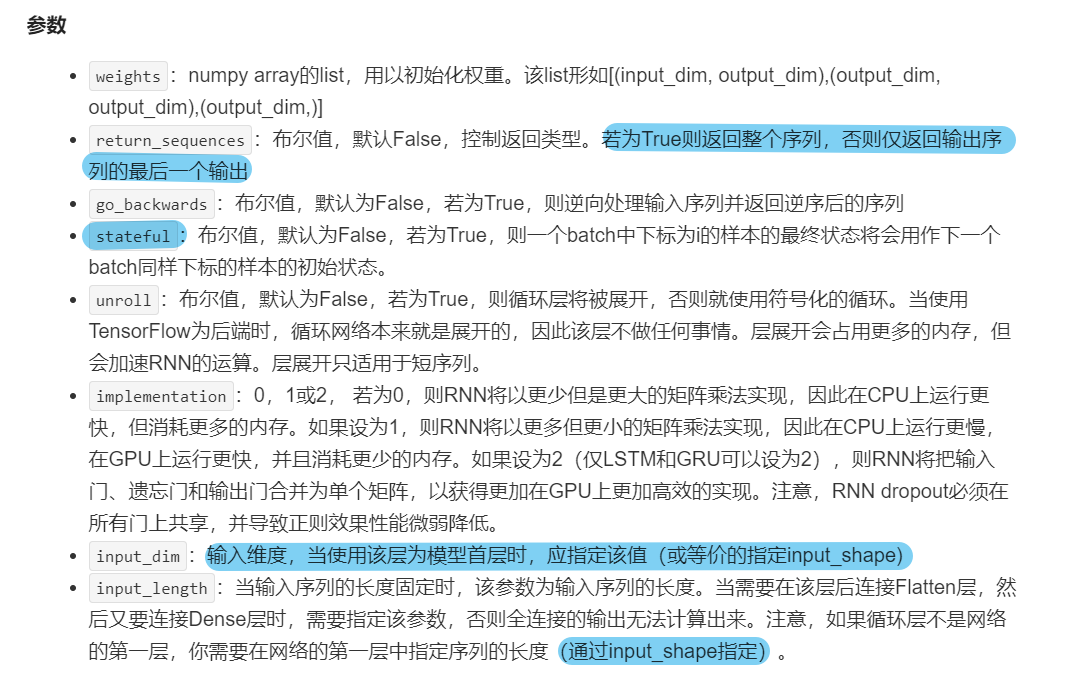 参数
weights：numpy array的list，用以初始化权重。该list形如[(input_dim, output_dim),(output_dim,
output_dim),(output_dim,)]
return_sequences：布尔值，默认False，控制返回类型。若为True则返回整个序列，否则仅返回输出序
列的最后一个输出
go_backwards：布尔值，默认为False，若为True，则逆向处理输入序列并返回逆序后的序列
stateful：布尔值，默认为False，若为True，则一个batch中下标为i的样本的最终状态将会用作下一个
batch同样下标的样本的初始状态。
unroll：布尔值，默认为False，若为True，则循环层将被展开，否则就使用符号化的循环。当使用
TensorFlow为后端时，循环网络本来就是展开的，因此该层不做任何事情。层展开会占用更多的内存，但
会加速RNN的运算。层展开只适用于短序列。
implementation：0，1或2， 若为0，则RNN将以更少但是更大的矩阵乘法实现，因此在CPU上运行更
快，但消耗更多的内存。如果设为1，则RNN将以更多但更小的矩阵乘法实现，因此在CPU上运行更慢，
在GPU上运行更快，并且消耗更少的内存。如果设为2（仅LSTM和GRU可以设为2），则RNN将把输入
门、遗忘门和输出门合并为单个矩阵，以获得更加在GPU上更加高效的实现。注意，RNN dropout必须在
所有门上共享，并导致正则效果性能微弱降低。
input_dim：输入维度，当使用该层为模型首层时，应指定该值（或等价的指定input_shape)
input_length：当输入序列的长度固定时，该参数为输入序列的长度。当需要在该层后连接Flatten层，然
后又要连接Dense层时，需要指定该参数，否则全连接的输出无法计算出来。注意，如果循环层不是网络
的第一层，你需要在网络的第一层中指定序列的长度（通过input_shape指定）。